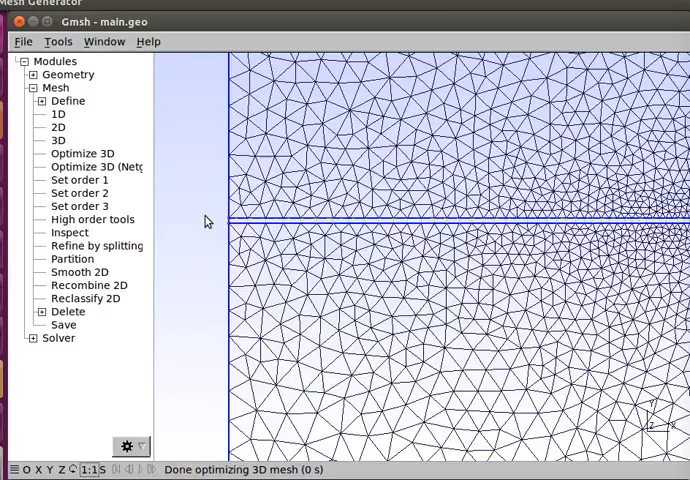 Mesh Generator
Gmsh - main.geo
File Tools Window Help
Modules
Geometry
Mesh
Define
1D
2D
3D
Optimize 3D
Optimize 3D (Netg
Set order 1
Set order 2
Set order 3
High order tools
Inspect
Refine by splitting
Partition
Smooth 2D
Recombine 2D
Reclassify 2D
Delete
Save
Solver
Y
Z X
O X Y Z 1:1 S Done optimizing 3D mesh (0 s)